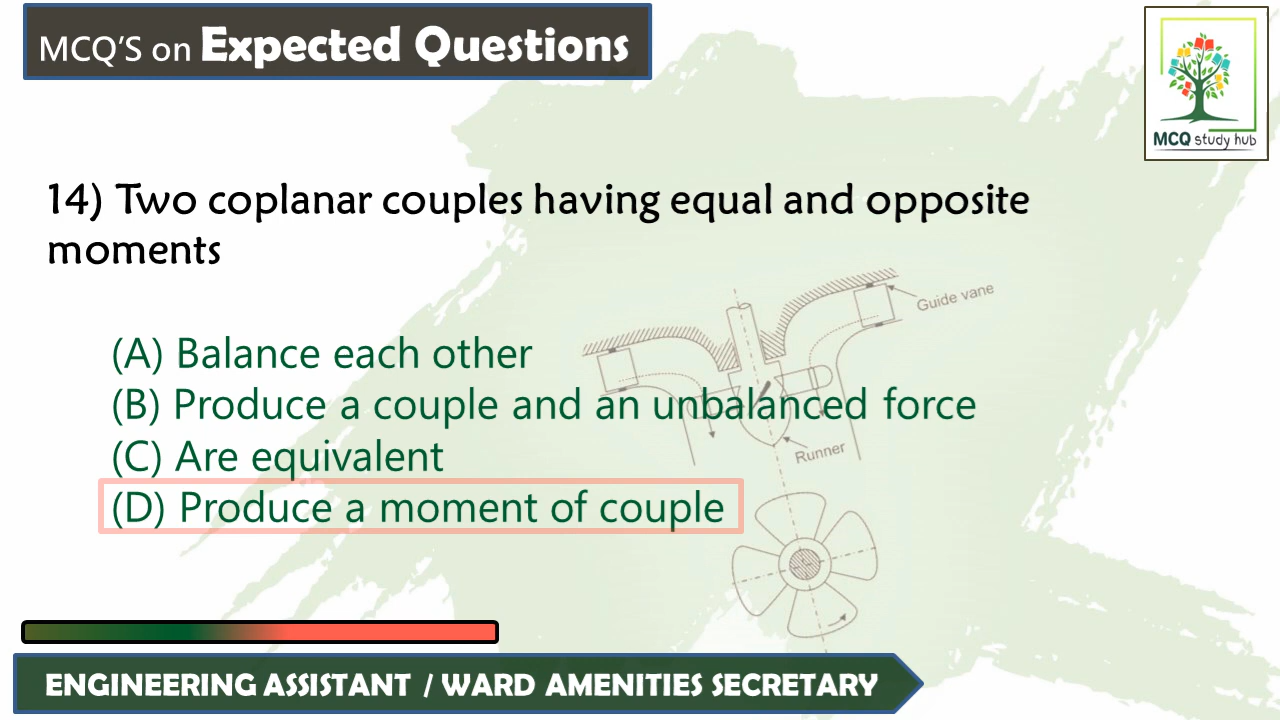 MCQ'S on Expected Questions
MCQ study hub
14) Two coplanar couples having equal and opposite
moments
Guide vane
(A) Balance each other
(B) Produce a couple and an unbalanced force
(C) Are equivalent
Runner
(D) Produce a moment of couple
ENGINEERING ASSISTANT / WARD AMENITIES SECRETARY